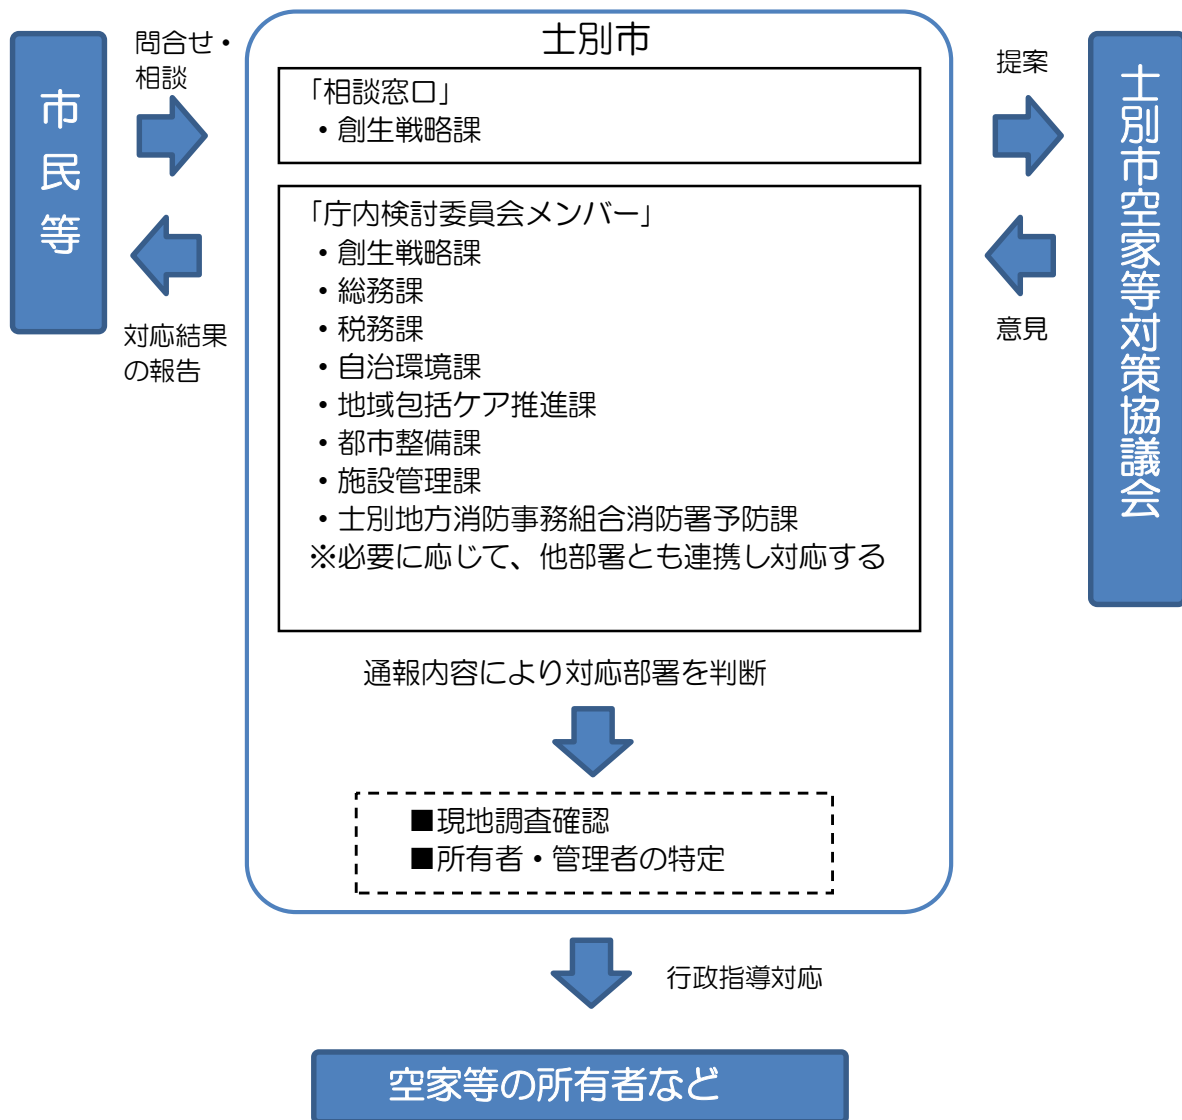 士別市
問合せ・
相談
市民等
対応結果
の報告
「相談窓口」
・創生戦略課
「庁内検討委員会メンバー」
・創生戦略課
・総務課
・税務課
・自治環境課
・地域包括ケア推進課
・都市整備課
・施設管理課
・士別地方消防事務組合消防署予防課
※必要に応じて、他部署とも連携し対応する
通報内容により対応部署を判断
■現地調査確認
■所有者・管理者の特定
提案
意見
士別市空家等対策協議会
行政指導対応
空家等の所有者など